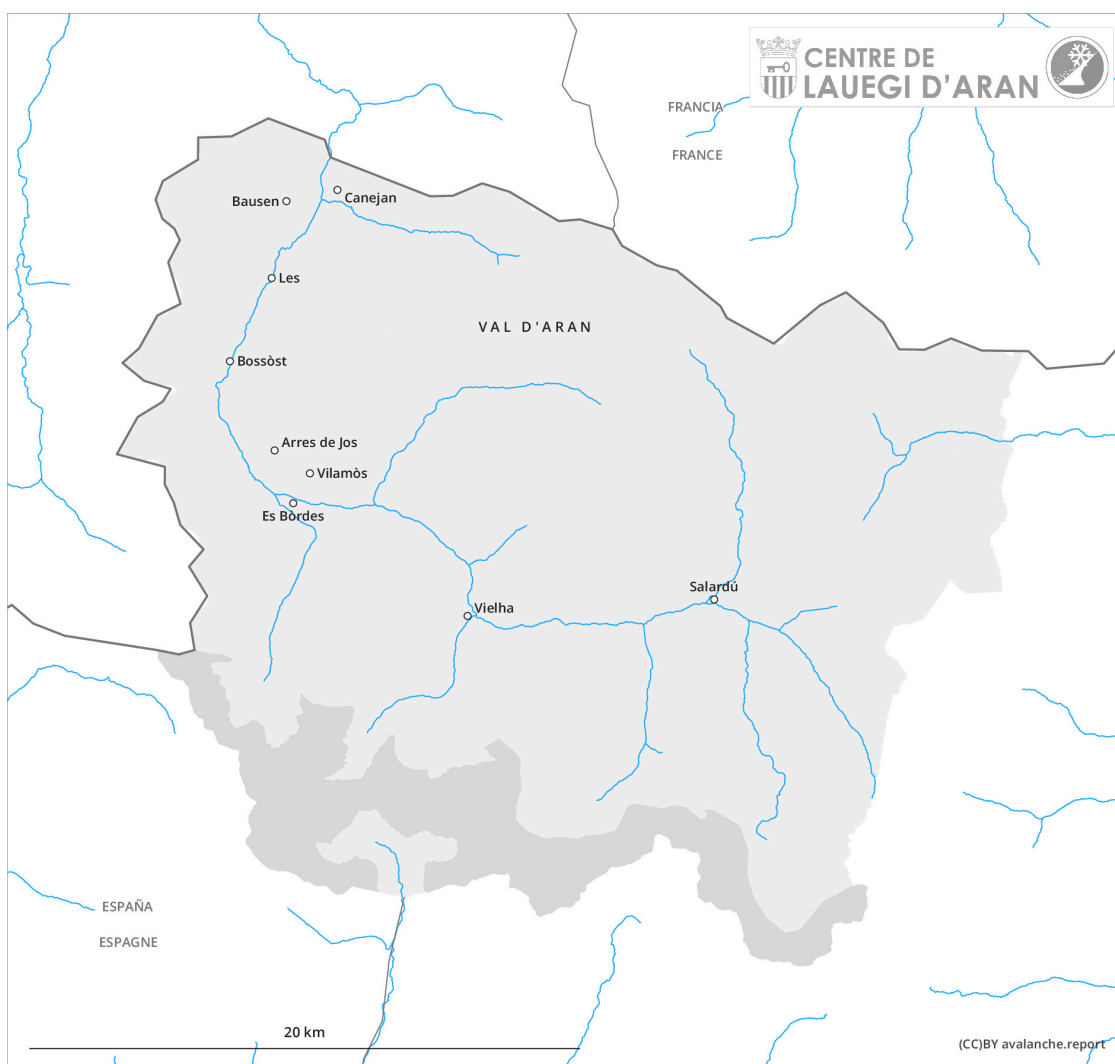 CENTRE DE
LAUEGI D'ARAN
FRANCIA
FRANCE
Canejan
Bausen
Les
VAL D'ARAN
Bossòst
Arres de Jos
Vilamòs
Es Bòrdes
Salardú
Vielha
ESPAÑA
ESPAGNE
20 km
(CC)BY avalanche.report